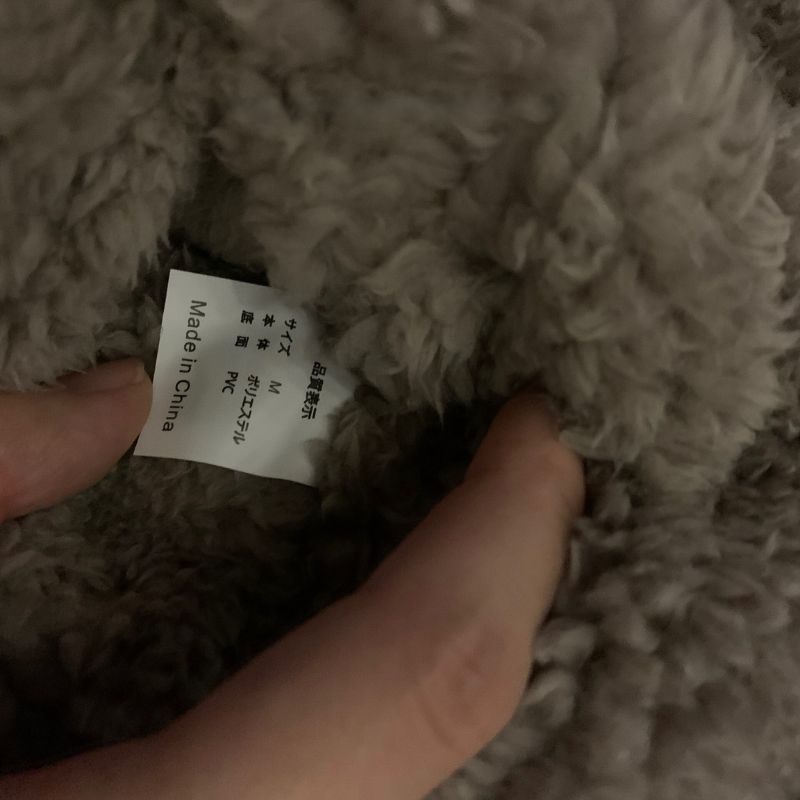 品質表示
サイズ M
本体 ポリエステル
底面 PVC
Made in China